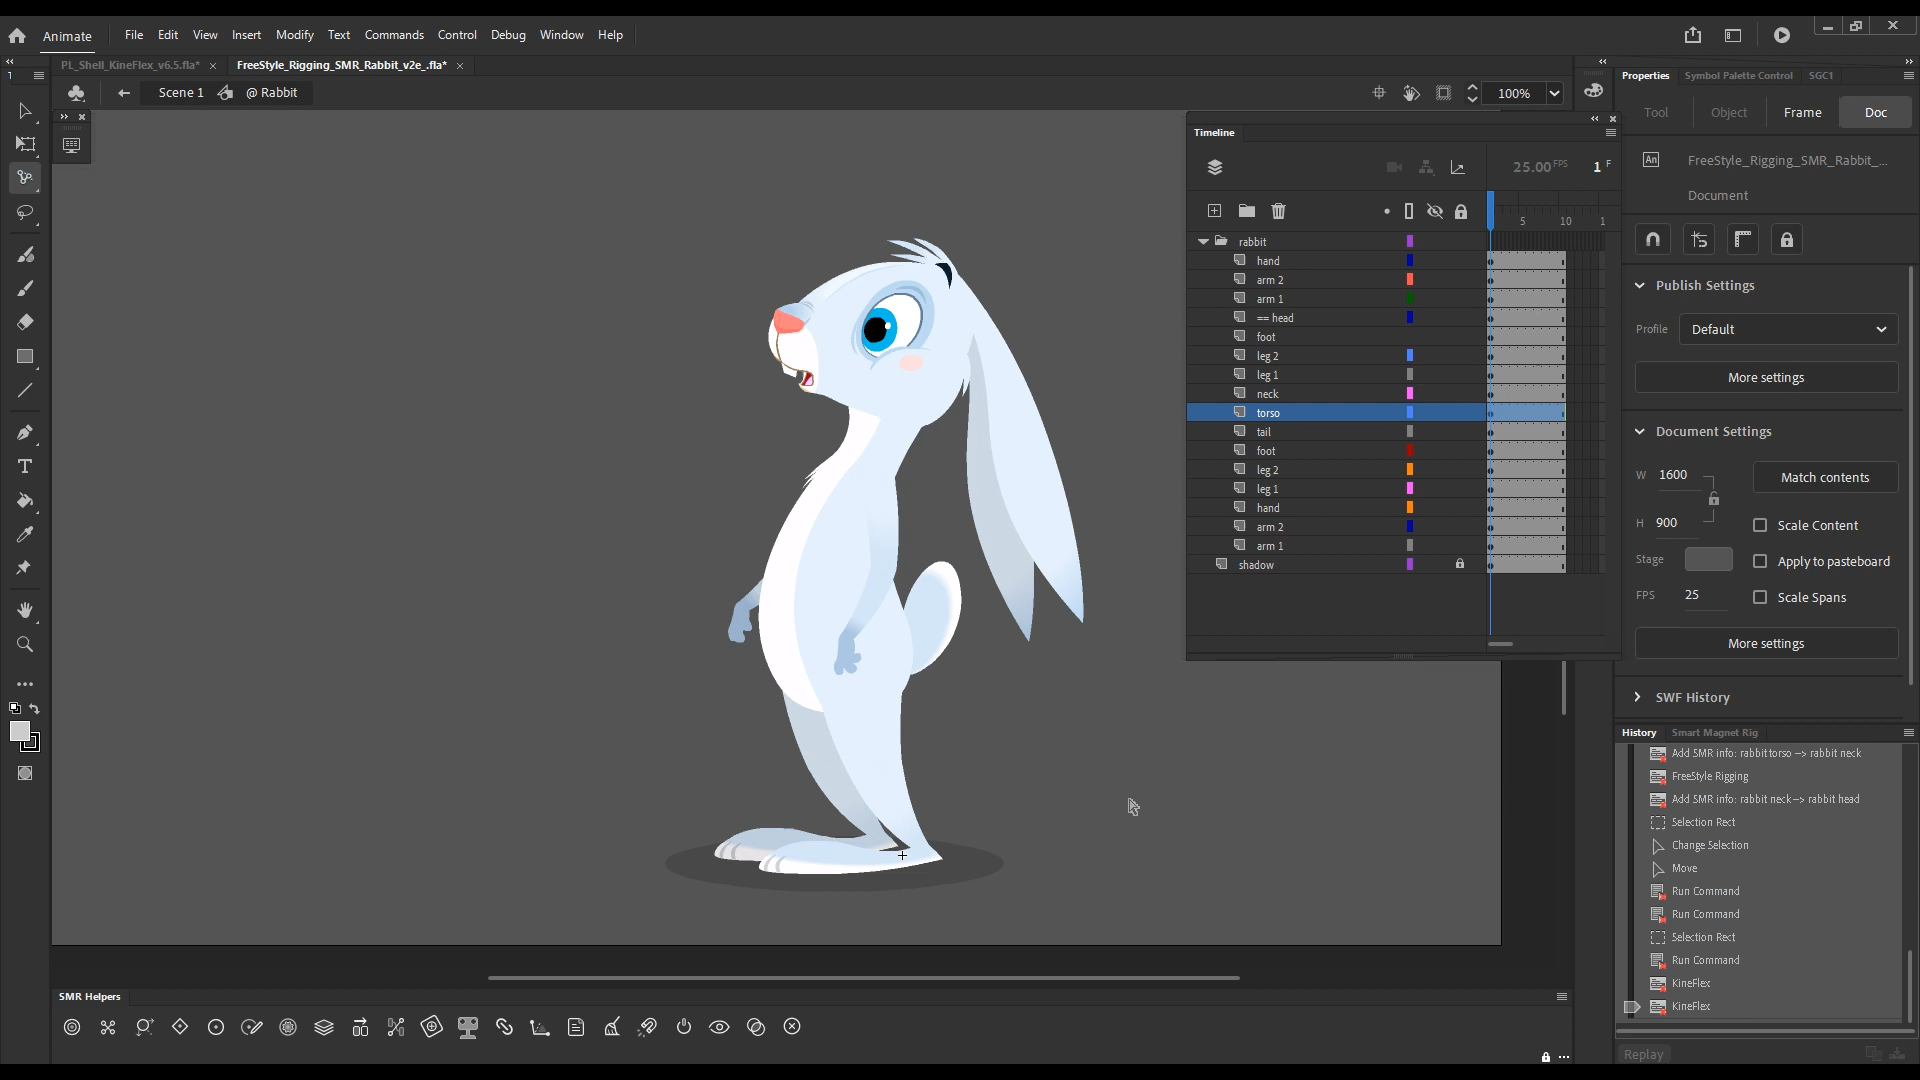 Animate
File Edit View Insert Modify Text Commands Control Debug Window Help
PL_Shell_KineFlex_v6.5.fla* ×
FreeStyle_Rigging_SMR_Rabbit_v2e_.fla* ×
Scene 1
@ Rabbit
100%
Timeline
25.00 FPS
1 F
5 10 1
rabbit
hand
arm 2
arm 1
== head
foot
leg 2
leg 1
neck
torso
tail
foot
leg 2
leg 1
hand
arm 2
arm 1
shadow
Properties Symbol Palette Control SGC1
Tool Object Frame Doc
An FreeStyle_Rigging_SMR_Rabbit_...
Document
Publish Settings
Profile Default
More settings
Document Settings
W 1600 Match contents
H 900 Scale Content
Stage Apply to pasteboard
FPS 25 Scale Spans
More settings
SWF History
History Smart Magnet Rig
Add SMR info: rabbit torso --> rabbit neck
FreeStyle Rigging
Add SMR info: rabbit neck --> rabbit head
Selection Rect
Change Selection
Move
Run Command
Run Command
Selection Rect
Run Command
KineFlex
KineFlex
Replay
SMR Helpers